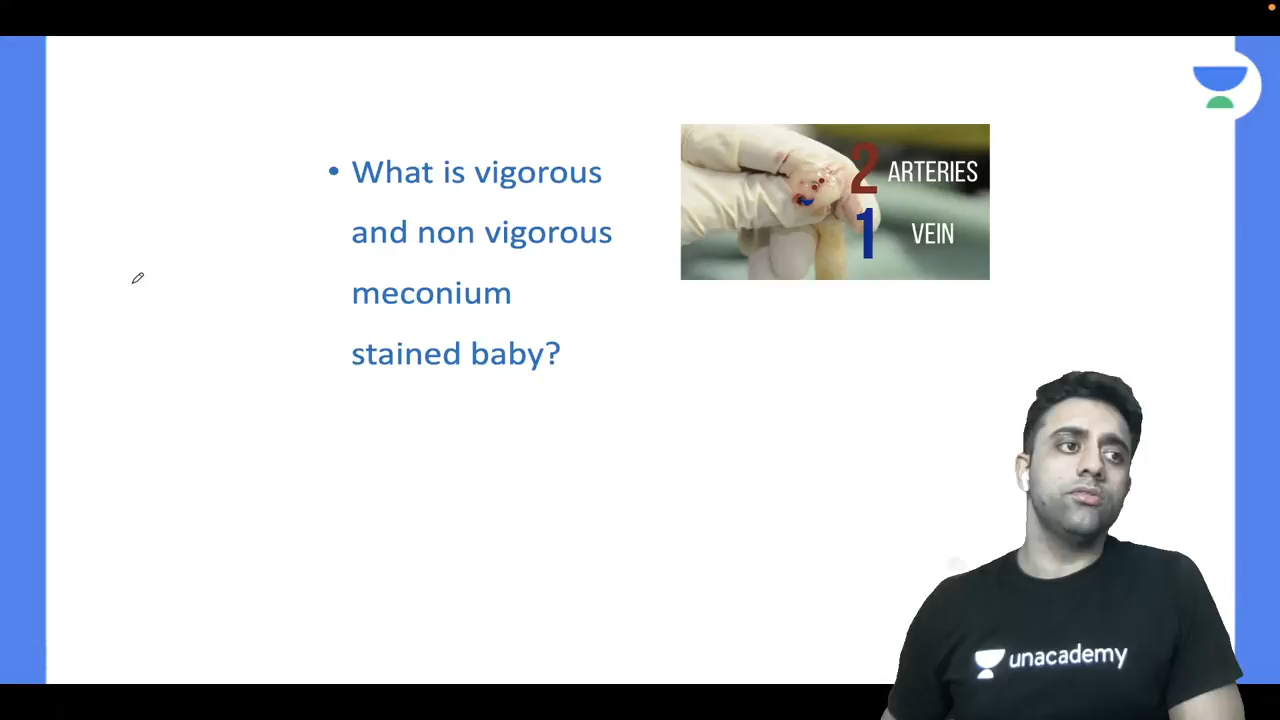 • What is vigorous
and non vigorous
meconium
stained baby?
2 ARTERIES
1 VEIN
unacademy